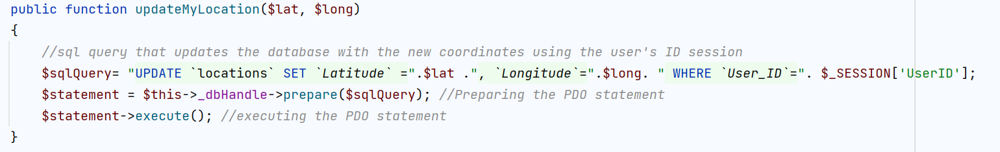 public function updateMyLocation($lat, $long)
{
//sql query that updates the database with the new coordinates using the user's ID session
$sqlQuery= "UPDATE `locations` SET `Latitude` =".$lat .", `Longitude`=".$long. " WHERE `User_ID`=". $_SESSION['UserID'];
$statement = $this->_dbHandle->prepare($sqlQuery); //Preparing the PDO statement
$statement->execute(); //executing the PDO statement
}